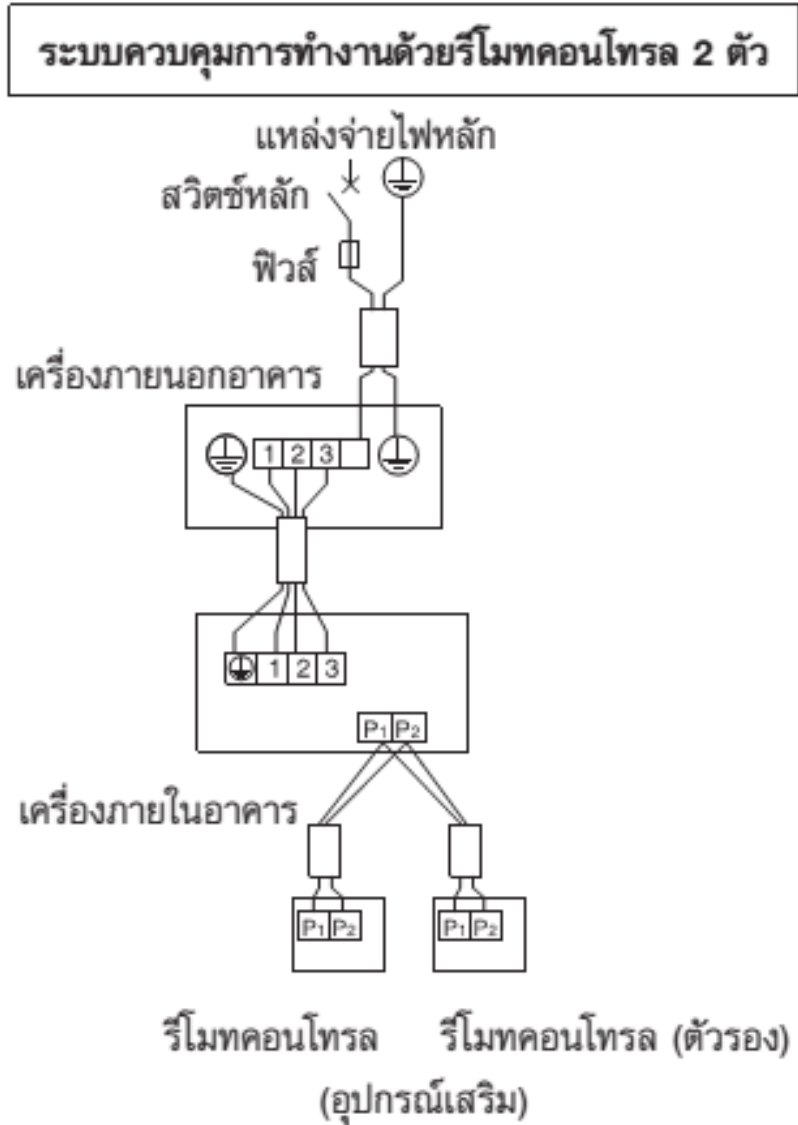 ระบบควบคุมการทำงานด้วยรีโมทคอนโทรล 2 ตัว
แหล่งจ่ายไฟหลัก
สวิตช์หลัก
ฟิวส์
เครื่องภายนอกอาคาร
1 2 3
1 2 3
P1 P2
เครื่องภายในอาคาร
P1 P2 P1 P2
รีโมทคอนโทรล รีโมทคอนโทรล (ตัวรอง)
(อุปกรณ์เสริม)